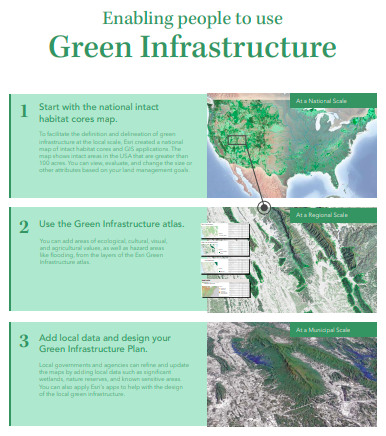 Enabling people to use
Green Infrastructure
1
Start with the national intact
habitat cores map.
To facilitate the definition and delineation of green
infrastructure at the local scale, Esri created a national
map of intact habitat cores and GIS applications. The
map shows intact areas in the USA that are greater than
100 acres. You can view, evaluate, and change the size or
other attributes based on your land management goals.
At a National Scale
2
Use the Green Infrastructure atlas.
You can add areas of ecological, cultural, visual,
and agricultural values, as well as hazard areas
like flooding, from the layers of the Esri Green
Infrastructure atlas.
At a Regional Scale
3
Add local data and design your
Green Infrastructure Plan.
Local governments and agencies can refine and update
the maps by adding local data such as significant
wetlands, nature reserves, and known sensitive areas.
You can also apply Esri's apps to help with the design
of the local green infrastructure.
At a Municipal Scale